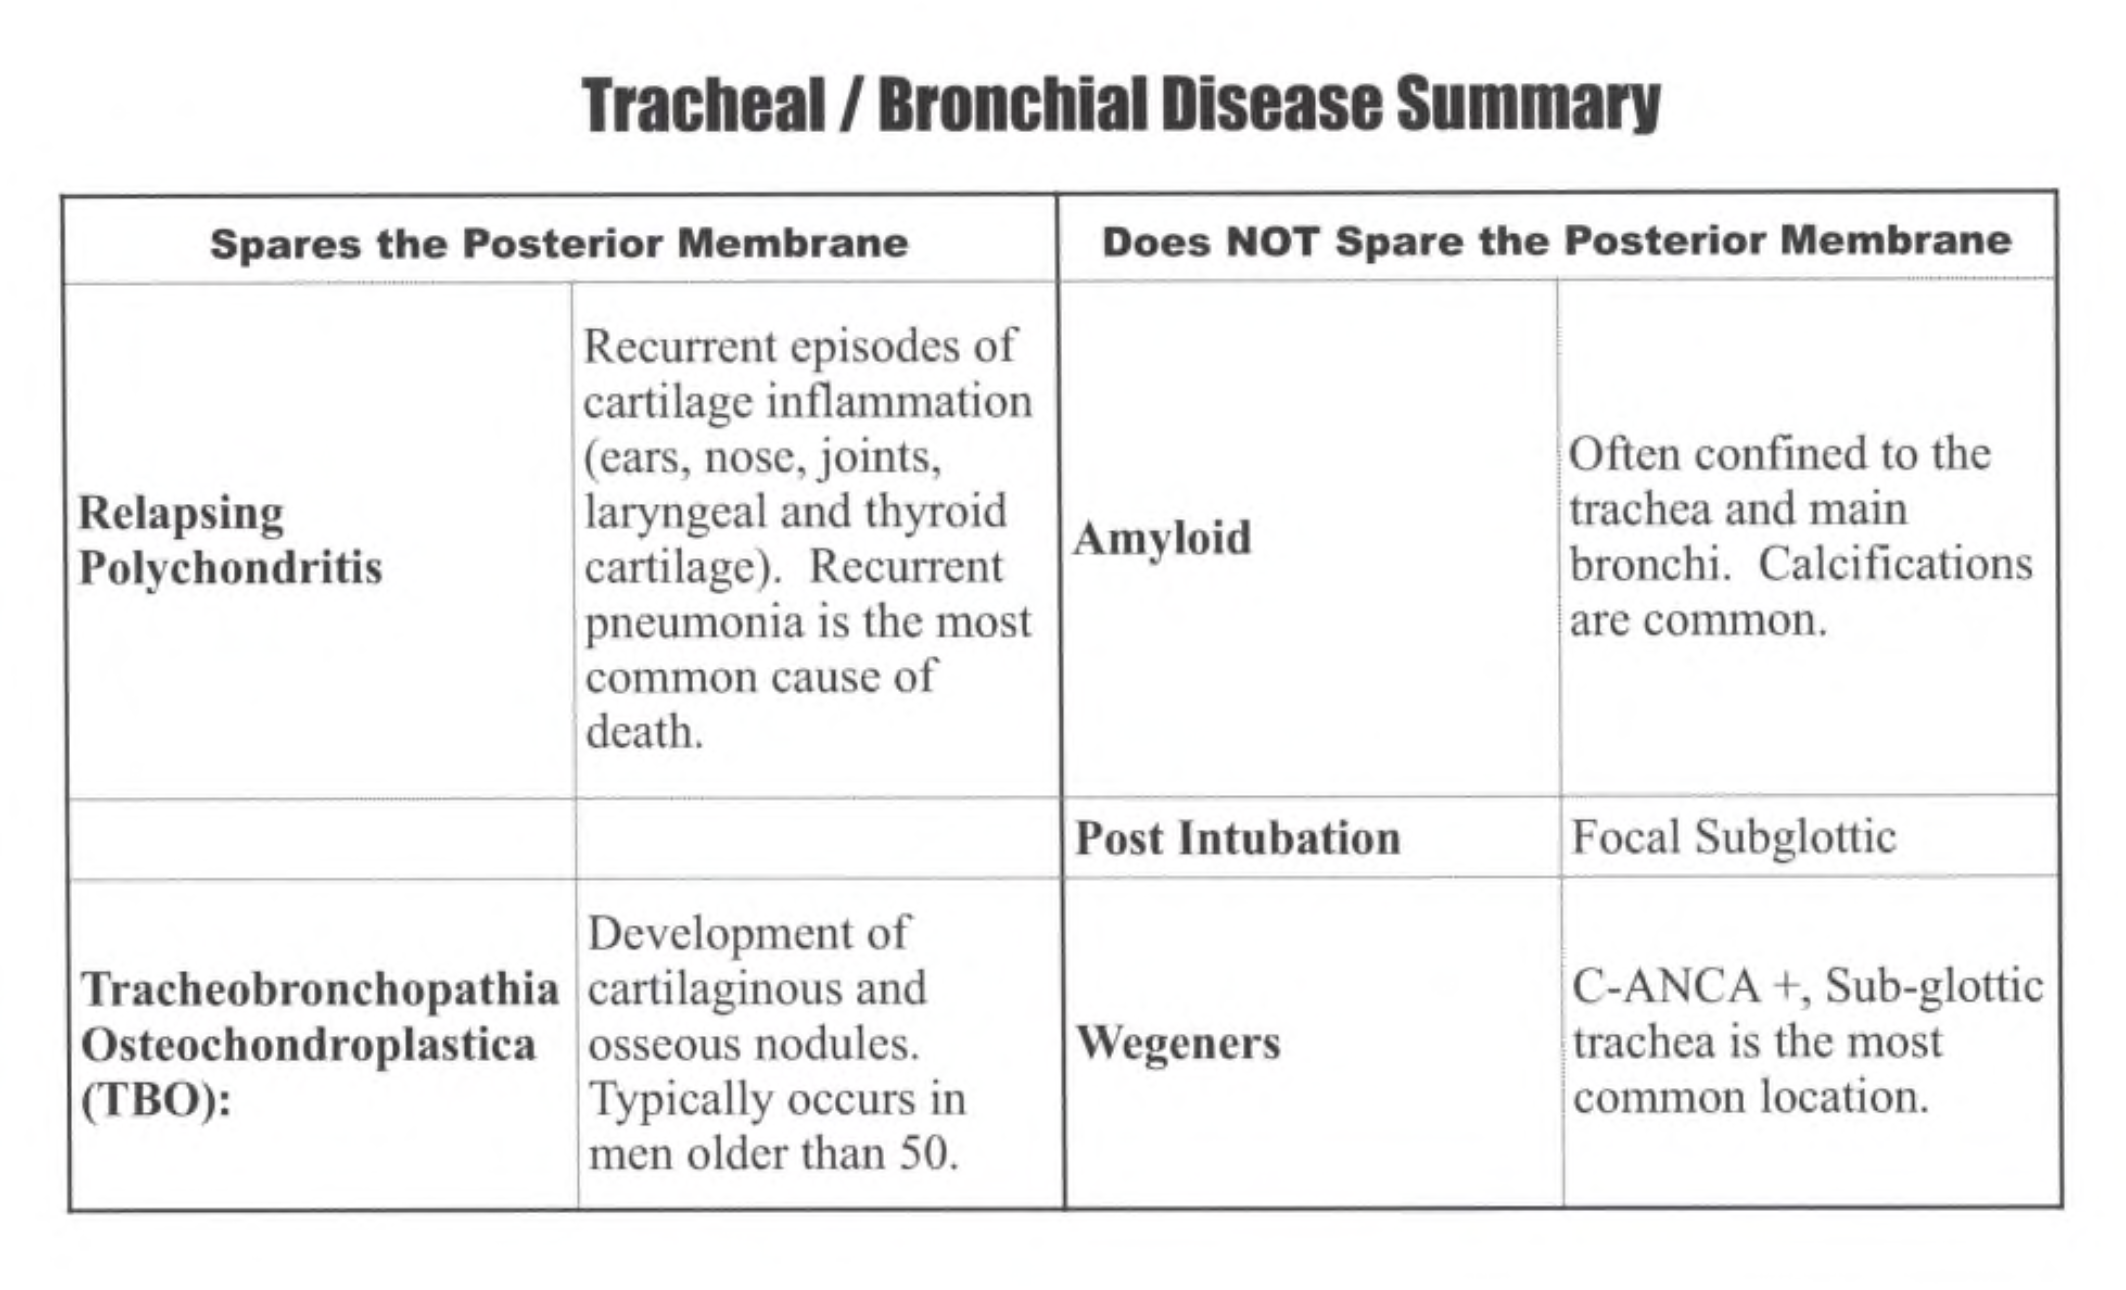 Tracheal / Bronchial Disease Summary
Spares the Posterior Membrane
Does NOT Spare the Posterior Membrane
Relapsing
Polychondritis
Recurrent episodes of
cartilage inflammation
(ears, nose, joints,
laryngeal and thyroid
cartilage). Recurrent
pneumonia is the most
common cause of
death.
Amyloid
Often confined to the
trachea and main
bronchi. Calcifications
are common.
Post Intubation
Focal Subglottic
Tracheobronchopathia
Osteochondroplastica
(TBO):
Development of
cartilaginous and
osseous nodules.
Typically occurs in
men older than 50.
Wegeners
C-ANCA +, Sub-glottic
trachea is the most
common location.